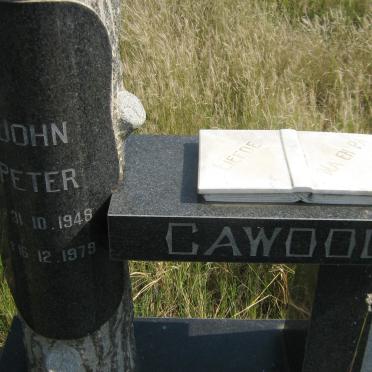 JOHN
PETER
31.10.1948
16.12.1979
CAWOOD
LIEFDE